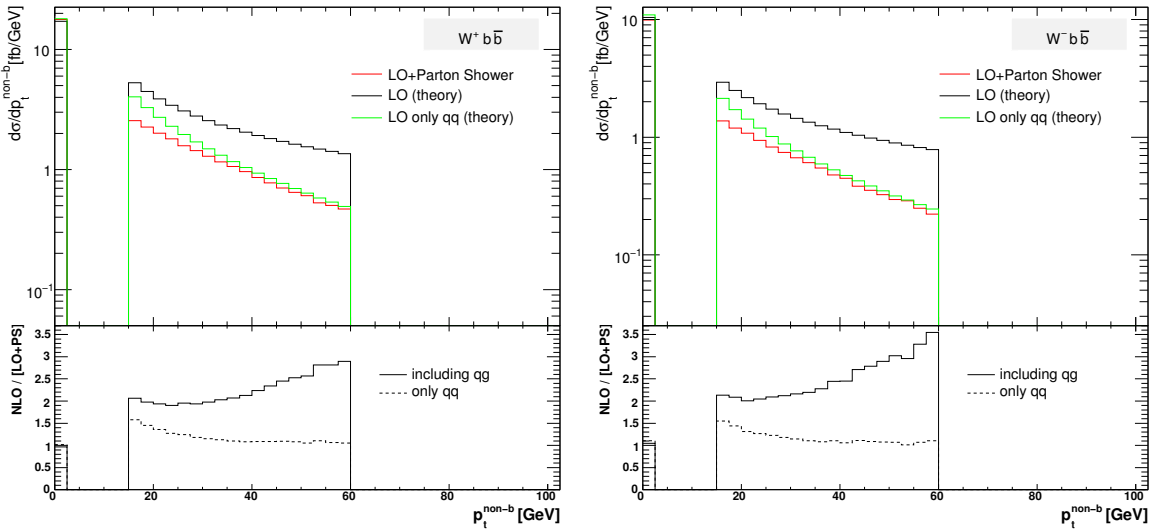 dσ/dp_t^non-b [fb/GeV]
10
1
10^-1
W⁺ b b̅
LO+Parton Shower
LO (theory)
LO only qq (theory)
NLO / [LO+PS]
3.5
3
2.5
2
1.5
1
0.5
0
including qg
only qq
0 20 40 60 80 100
p_t^non-b [GeV]
dσ/dp_t^non-b [fb/GeV]
10
1
10^-1
W⁻ b b̅
LO+Parton Shower
LO (theory)
LO only qq (theory)
NLO / [LO+PS]
3.5
3
2.5
2
1.5
1
0.5
0
including qg
only qq
0 20 40 60 80 100
p_t^non-b [GeV]